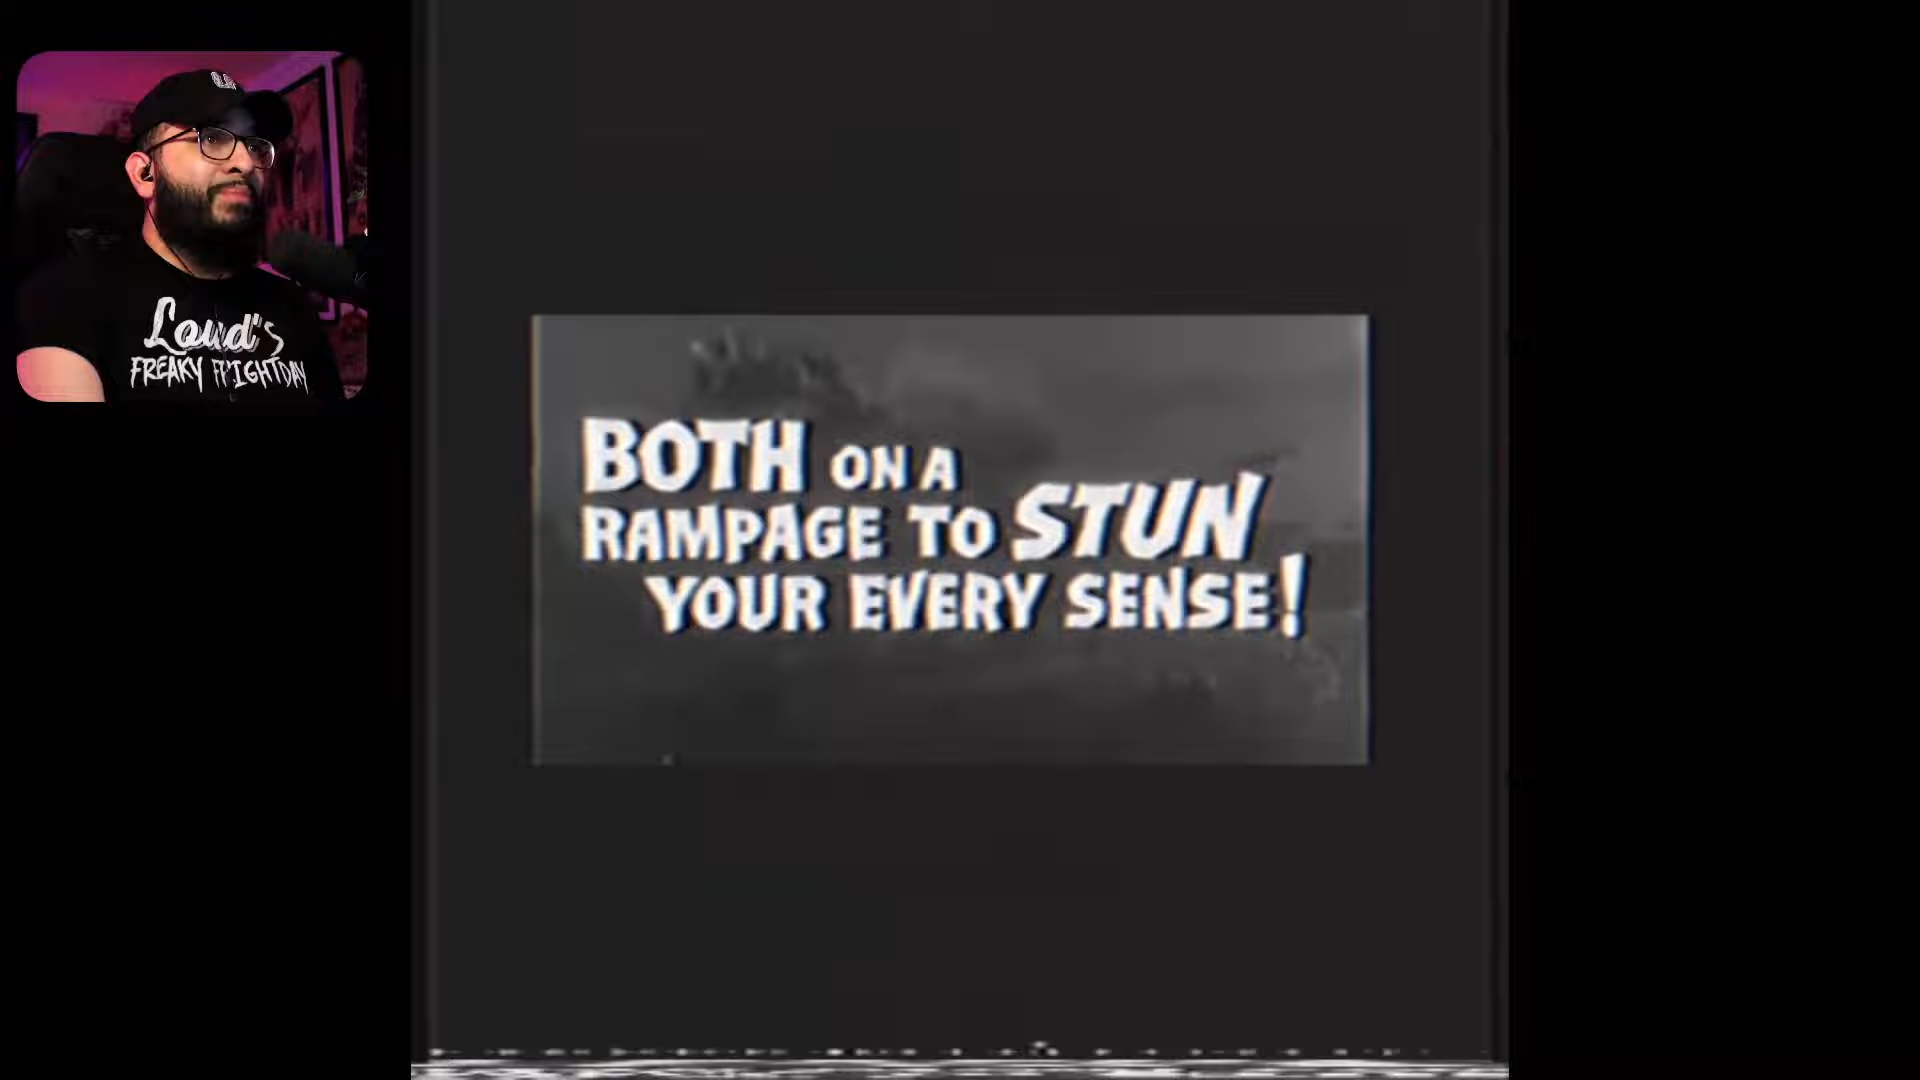 Loud's
FREAKY FRIGHTDAY
BOTH ON A
RAMPAGE TO STUN
YOUR EVERY SENSE!